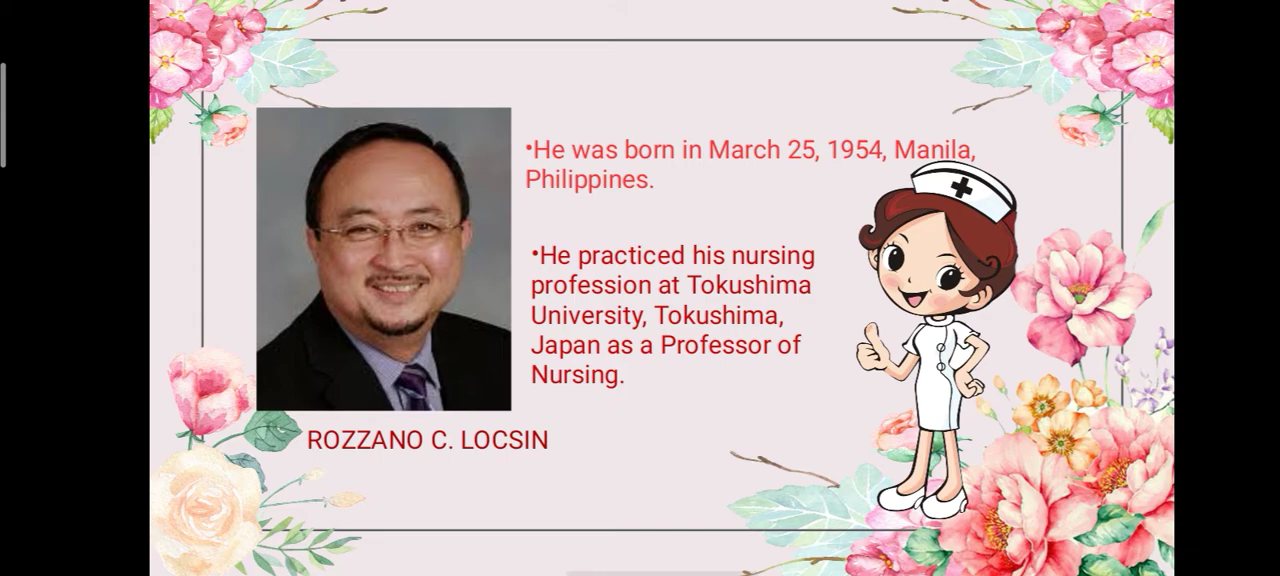 •He was born in March 25, 1954, Manila,
Philippines.
•He practiced his nursing
profession at Tokushima
University, Tokushima,
Japan as a Professor of
Nursing.
ROZZANO C. LOCSIN